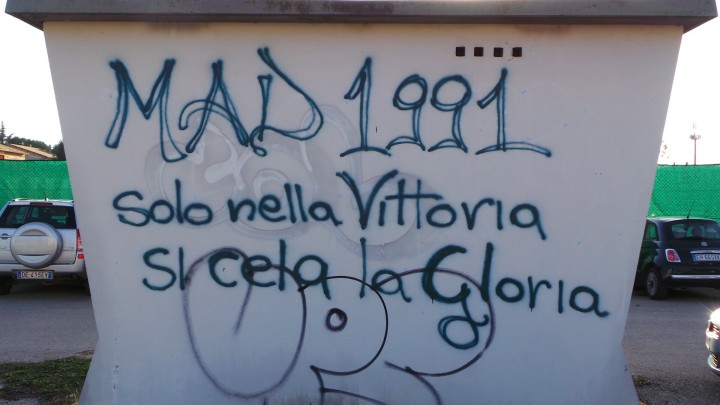 MAD 1991
solo nella Vittoria
si cela la Gloria